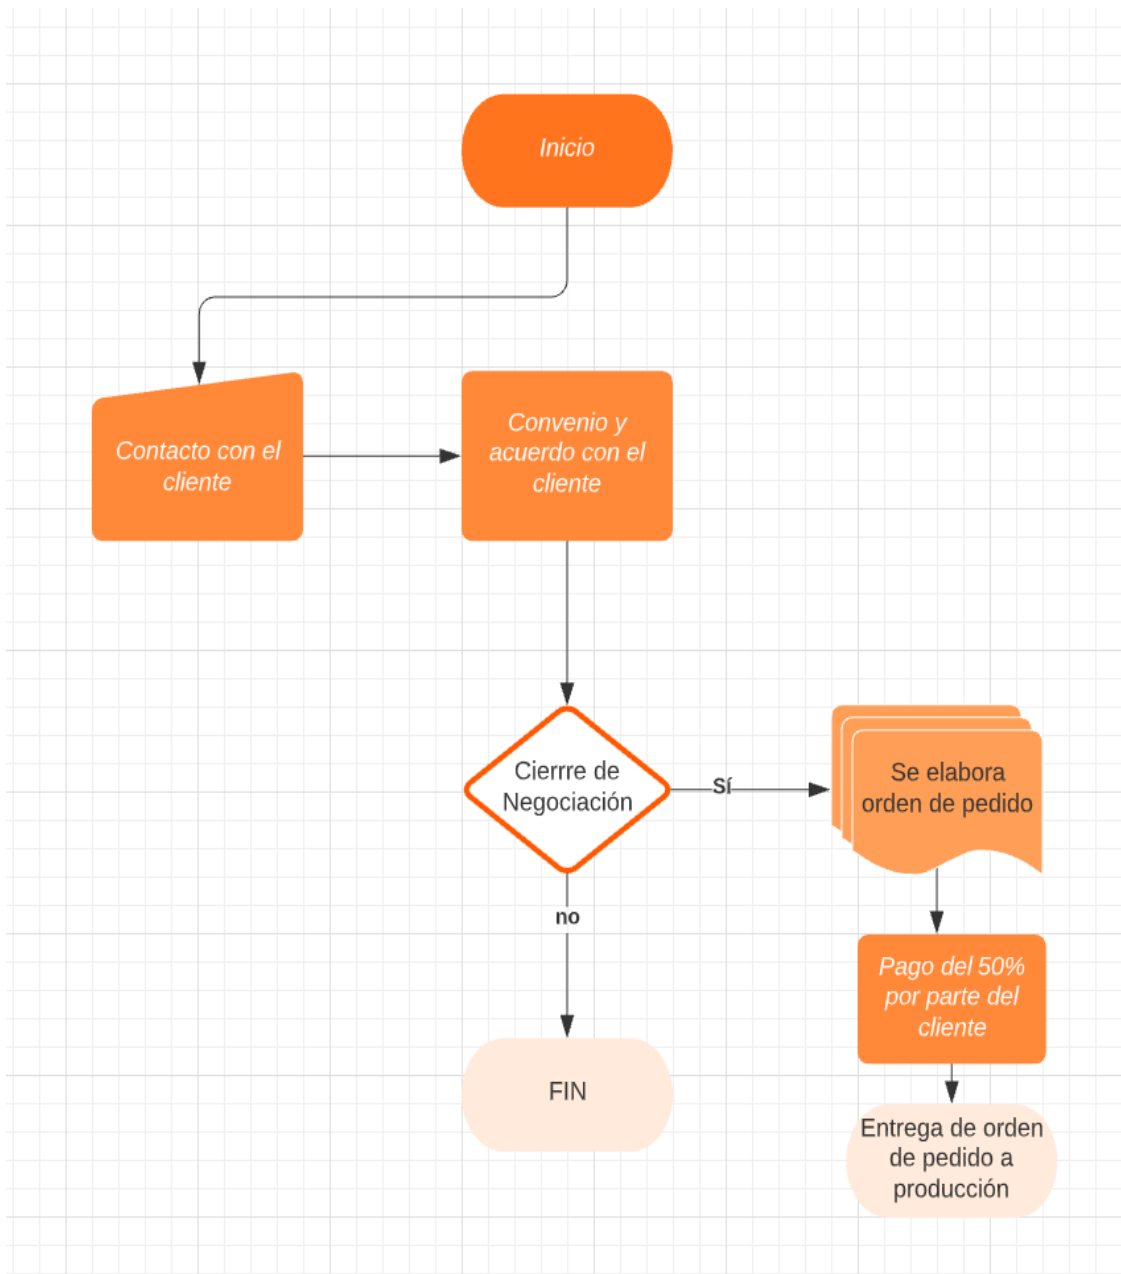 Inicio
Contacto con el
cliente
Convenio y
acuerdo con el
cliente
Cierrre de
Negociación
Sí
Se elabora
orden de pedido
no
Pago del 50%
por parte del
cliente
FIN
Entrega de orden
de pedido a
producción